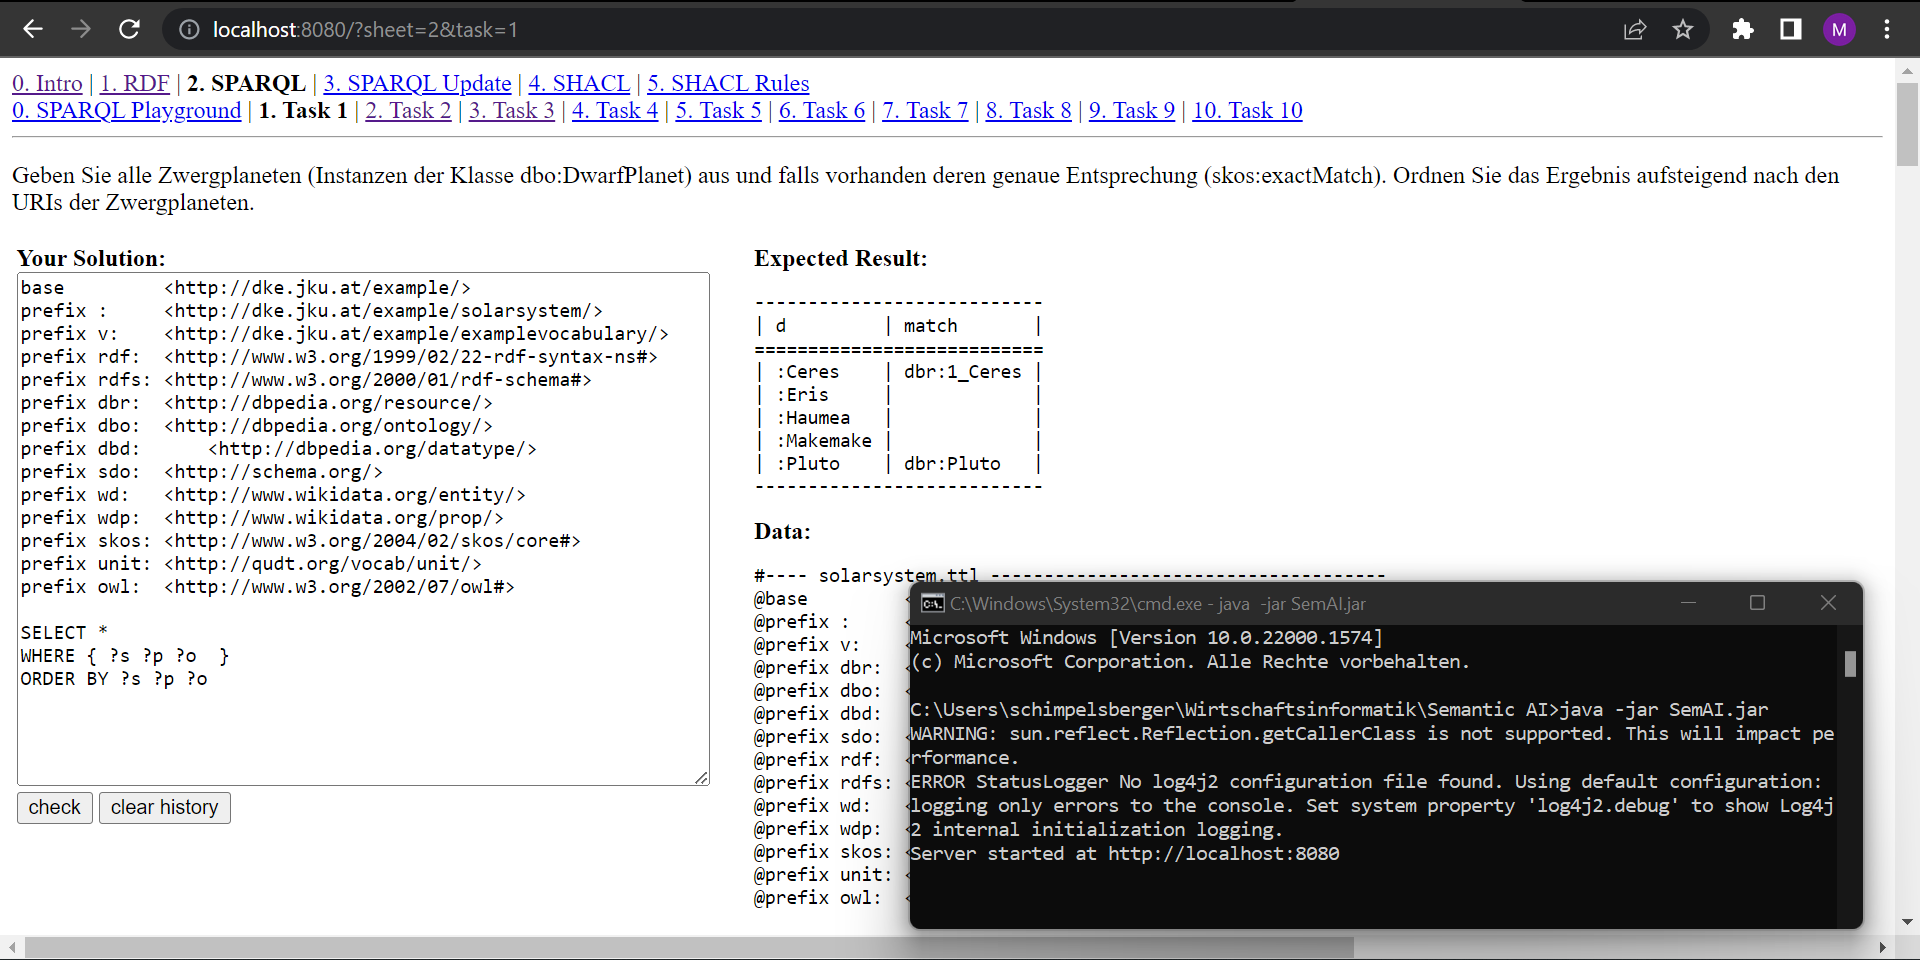 localhost:8080/?sheet=2&task=1
M
0. Intro | 1. RDF | 2. SPARQL | 3. SPARQL Update | 4. SHACL | 5. SHACL Rules
0. SPARQL Playground | 1. Task 1 | 2. Task 2 | 3. Task 3 | 4. Task 4 | 5. Task 5 | 6. Task 6 | 7. Task 7 | 8. Task 8 | 9. Task 9 | 10. Task 10
Geben Sie alle Zwergplaneten (Instanzen der Klasse dbo:DwarfPlanet) aus und falls vorhanden deren genaue Entsprechung (skos:exactMatch). Ordnen Sie das Ergebnis aufsteigend nach den
URIs der Zwergplaneten.
Your Solution:
base         <http://dke.jku.at/example/>
prefix :     <http://dke.jku.at/example/solarsystem/>
prefix v:    <http://dke.jku.at/example/examplevocabulary/>
prefix rdf:  <http://www.w3.org/1999/02/22-rdf-syntax-ns#>
prefix rdfs: <http://www.w3.org/2000/01/rdf-schema#>
prefix dbr:  <http://dbpedia.org/resource/>
prefix dbo:  <http://dbpedia.org/ontology/>
prefix dbd:      <http://dbpedia.org/datatype/>
prefix sdo:  <http://schema.org/>
prefix wd:   <http://www.wikidata.org/entity/>
prefix wdp:  <http://www.wikidata.org/prop/>
prefix skos: <http://www.w3.org/2004/02/skos/core#>
prefix unit: <http://qudt.org/vocab/unit/>
prefix owl:  <http://www.w3.org/2002/07/owl#>
SELECT *
WHERE { ?s ?p ?o  }
ORDER BY ?s ?p ?o
check
clear history
Expected Result:
---------------------------
| d         | match       |
===========================
| :Ceres    | dbr:1_Ceres |
| :Eris     |             |
| :Haumea   |             |
| :Makemake |             |
| :Pluto    | dbr:Pluto   |
---------------------------
Data:
#---- solarsystem.ttl -------------------------------------
@base        <
@prefix :    <
@prefix v:   <
@prefix dbr: <
@prefix dbo: <
@prefix dbd: <
@prefix sdo: <
@prefix rdf: <
@prefix rdfs: <
@prefix wd:  <
@prefix wdp: <
@prefix skos: <
@prefix unit: <
@prefix owl: <
C:\Windows\System32\cmd.exe - java  -jar SemAI.jar
Microsoft Windows [Version 10.0.22000.1574]
(c) Microsoft Corporation. Alle Rechte vorbehalten.
C:\Users\schimpelsberger\Wirtschaftsinformatik\Semantic AI>java -jar SemAI.jar
WARNING: sun.reflect.Reflection.getCallerClass is not supported. This will impact pe
rformance.
ERROR StatusLogger No log4j2 configuration file found. Using default configuration:
logging only errors to the console. Set system property 'log4j2.debug' to show Log4j
2 internal initialization logging.
Server started at http://localhost:8080